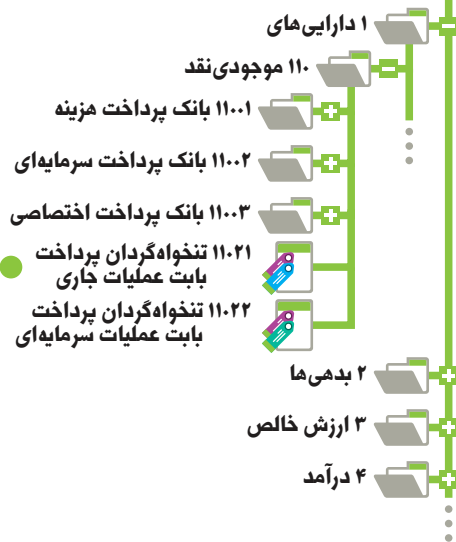 ۱ دارایی‌های
۱۱۰ موجودی‌نقد
۱۱۰۰۱ بانک پرداخت هزینه
۱۱۰۰۲ بانک پرداخت سرمایه‌ای
۱۱۰۰۳ بانک پرداخت اختصاصی
۱۱۰۲۱ تنخواه‌گردان پرداخت
بابت عملیات جاری
۱۱۰۲۲ تنخواه‌گردان پرداخت
بابت عملیات سرمایه‌ای
۲ بدهی‌ها
۳ ارزش خالص
۴ درآمد